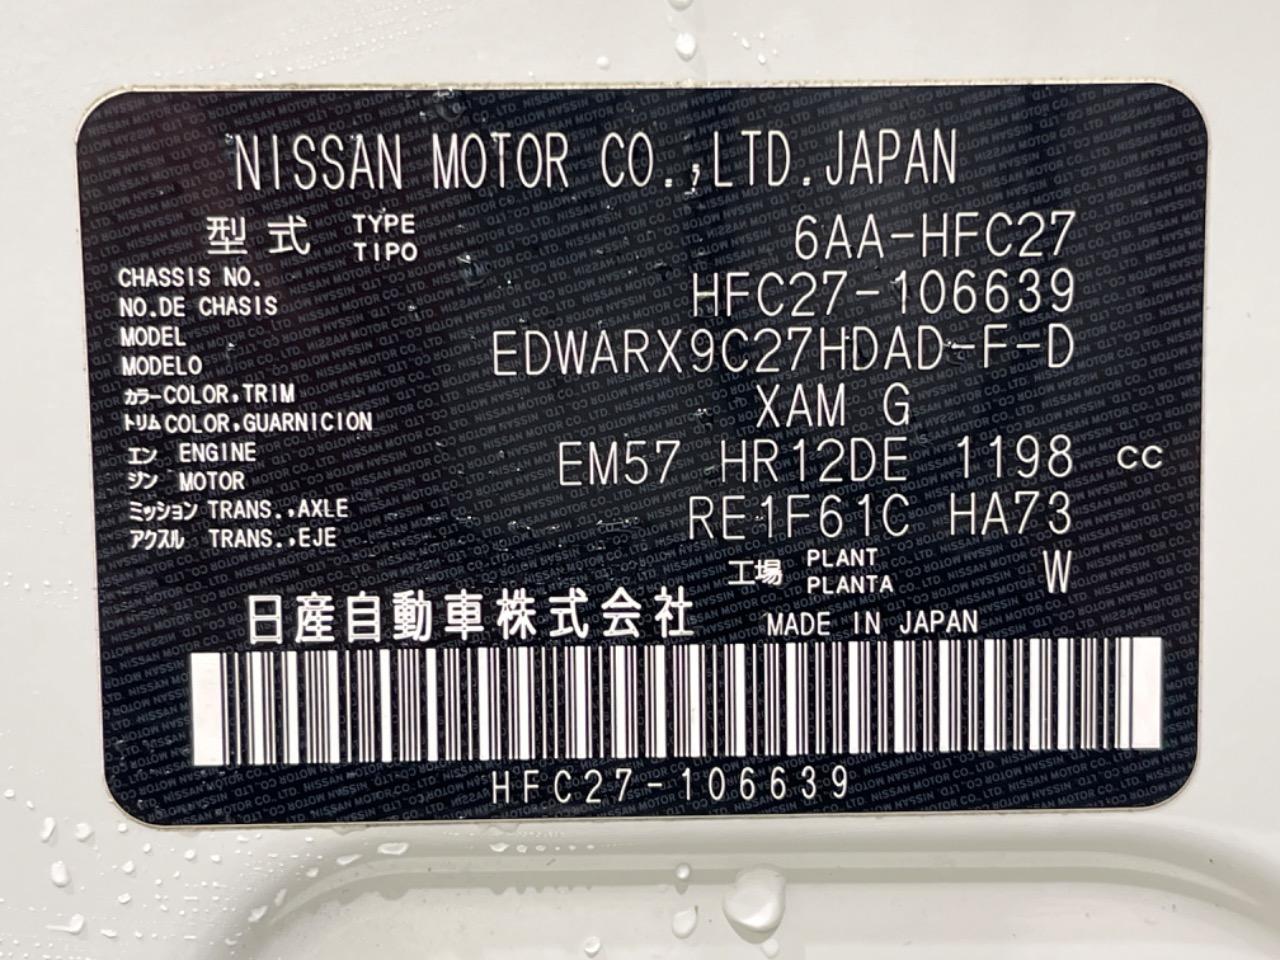 NISSAN MOTOR CO.,LTD.JAPAN
型式 TYPE TIPO 6AA-HFC27
CHASSIS NO. NO.DE CHASIS HFC27-106639
MODEL MODELO EDWARX9C27HDAD-F-D
カラー COLOR,TRIM XAM G
トリム COLOR,GUARNICION
エン ENGINE EM57 HR12DE 1198 cc
ジン MOTOR
ミッション TRANS.,AXLE RE1F61C HA73
アクスル TRANS.,EJE
工場 PLANT PLANTA W
日産自動車株式会社 MADE IN JAPAN
HFC27-106639